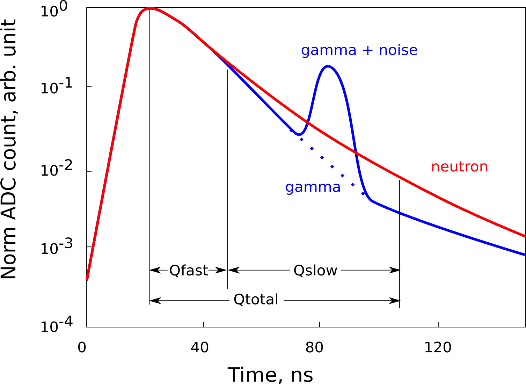 Norm ADC count, arb. unit
10^0
10^-1
10^-2
10^-3
10^-4
gamma + noise
neutron
gamma
Qfast
Qslow
Qtotal
0
40
80
120
Time, ns